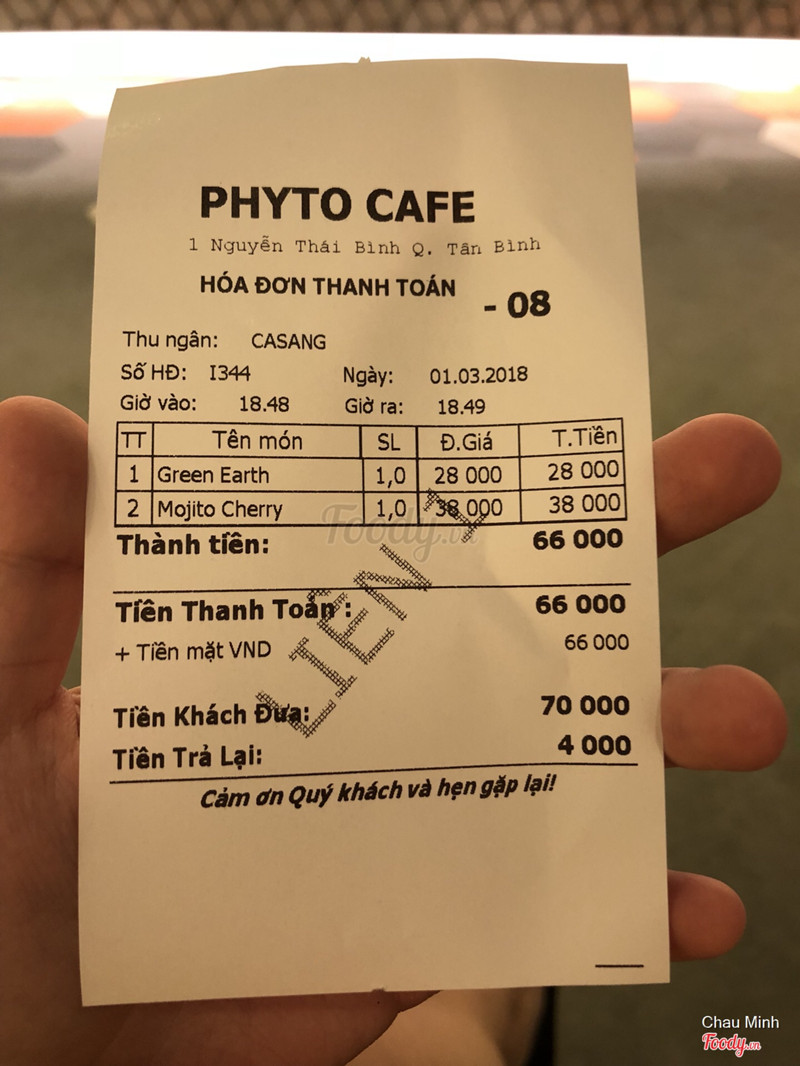 PHYTO CAFE
1 Nguyễn Thái Bình Q. Tân Bình
HÓA ĐƠN THANH TOÁN
- 08
Thu ngân: CASANG
Số HĐ: I344 Ngày: 01.03.2018
Giờ vào: 18.48 Giờ ra: 18.49
TT Tên món SL Đ.Giá T.Tiền
1 Green Earth 1,0 28 000 28 000
2 Mojito Cherry 1,0 38 000 38 000
Foody.vn
Thành tiền: 66 000
LIÊN 1
Tiền Thanh Toán : 66 000
+ Tiền mặt VND 66 000
Tiền Khách Đưa: 70 000
Tiền Trả Lại: 4 000
Cảm ơn Quý khách và hẹn gặp lại!
Chau Minh
Foody.vn